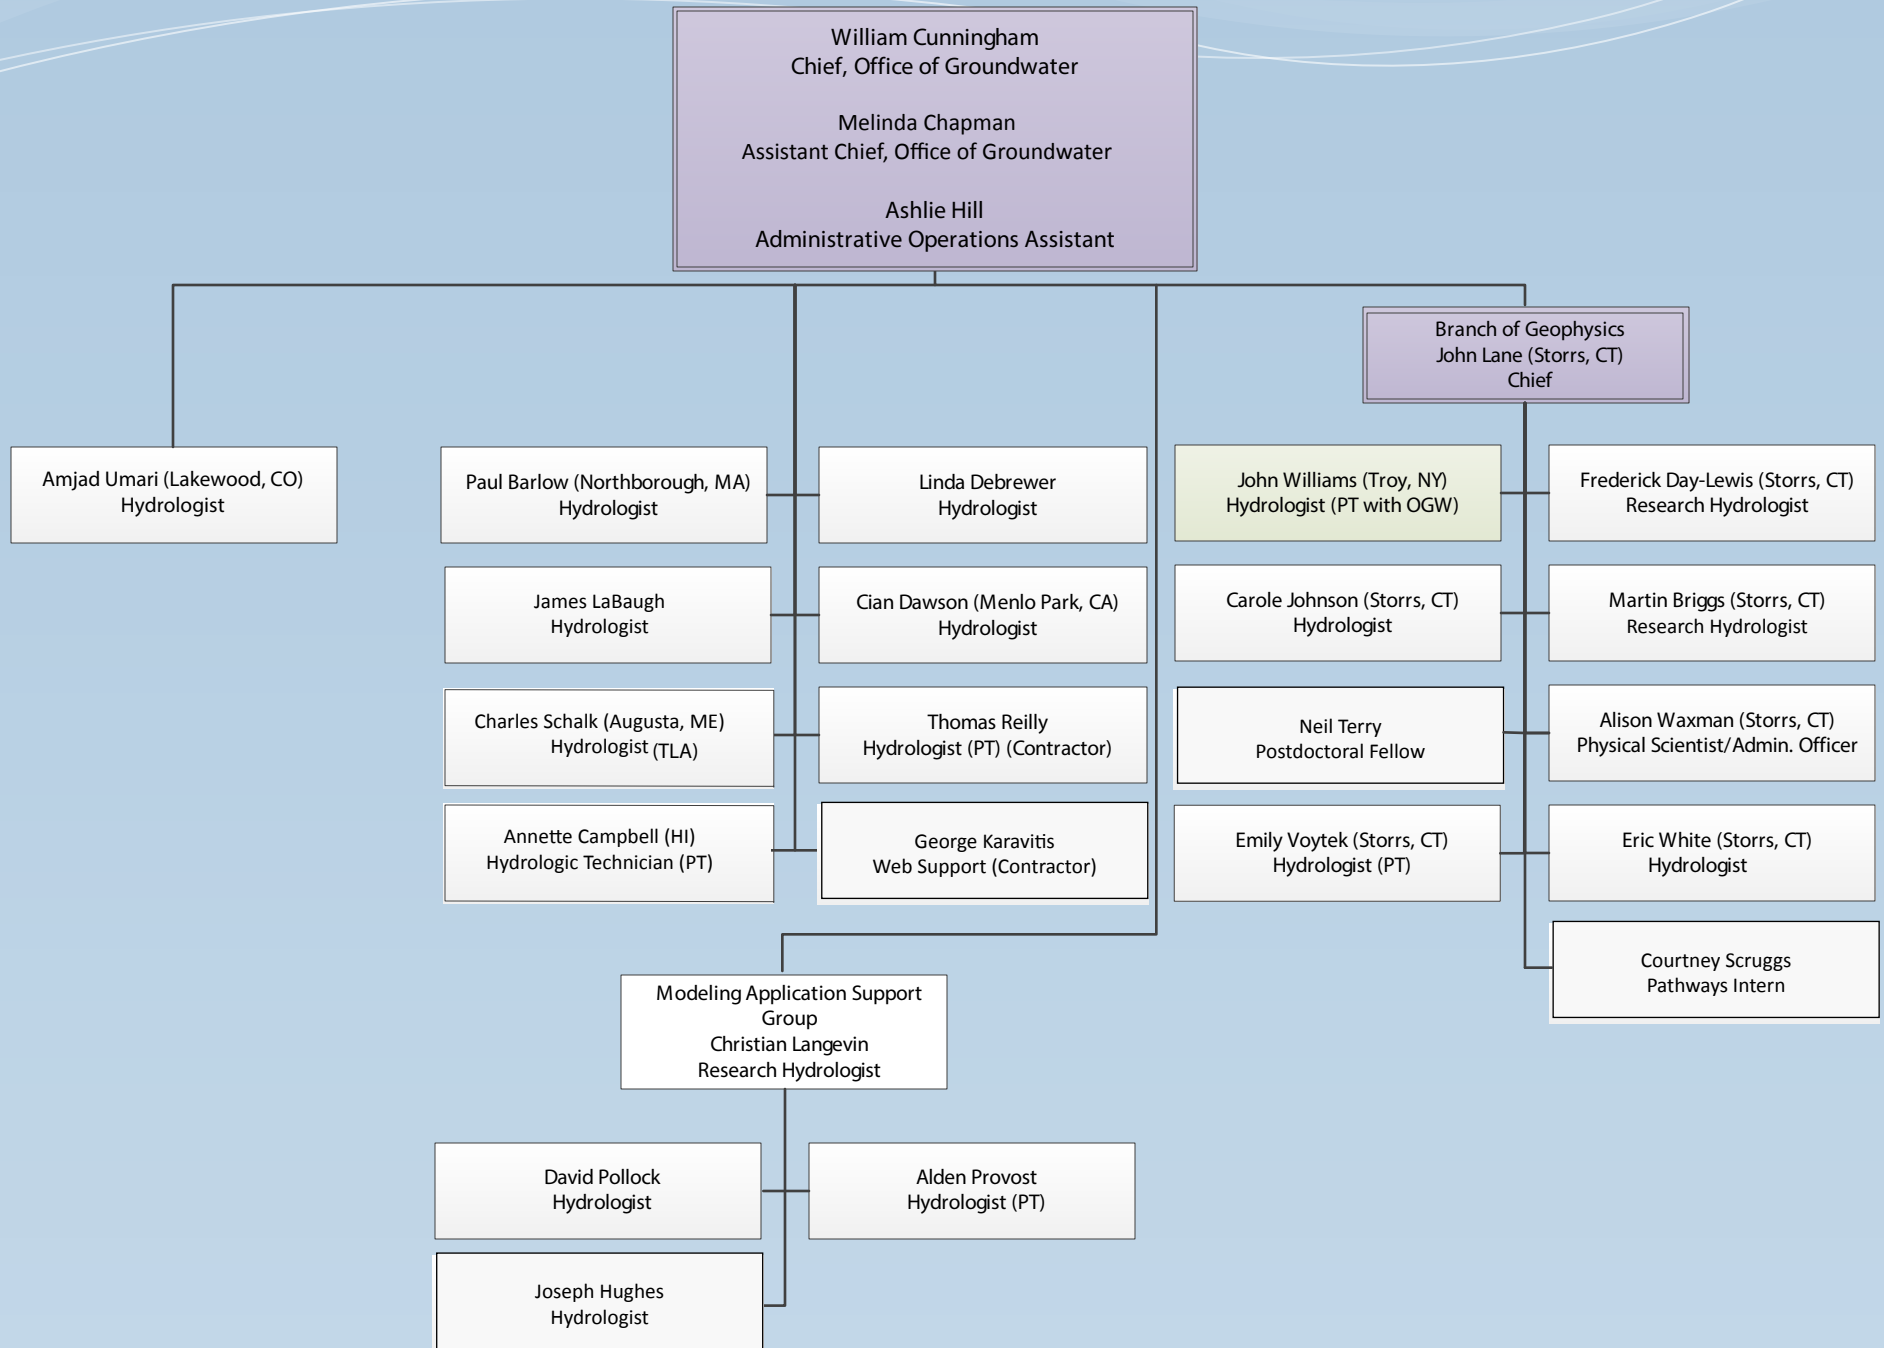 William Cunningham
Chief, Office of Groundwater
Melinda Chapman
Assistant Chief, Office of Groundwater
Ashlie Hill
Administrative Operations Assistant
Branch of Geophysics
John Lane (Storrs, CT)
Chief
Amjad Umari (Lakewood, CO)
Hydrologist
Paul Barlow (Northborough, MA)
Hydrologist
Linda Debrewer
Hydrologist
John Williams (Troy, NY)
Hydrologist (PT with OGW)
Frederick Day-Lewis (Storrs, CT)
Research Hydrologist
James LaBaugh
Hydrologist
Cian Dawson (Menlo Park, CA)
Hydrologist
Carole Johnson (Storrs, CT)
Hydrologist
Martin Briggs (Storrs, CT)
Research Hydrologist
Charles Schalk (Augusta, ME)
Hydrologist (TLA)
Thomas Reilly
Hydrologist (PT) (Contractor)
Neil Terry
Postdoctoral Fellow
Alison Waxman (Storrs, CT)
Physical Scientist/Admin. Officer
Annette Campbell (HI)
Hydrologic Technician (PT)
George Karavitis
Web Support (Contractor)
Emily Voytek (Storrs, CT)
Hydrologist (PT)
Eric White (Storrs, CT)
Hydrologist
Courtney Scruggs
Pathways Intern
Modeling Application Support
Group
Christian Langevin
Research Hydrologist
David Pollock
Hydrologist
Alden Provost
Hydrologist (PT)
Joseph Hughes
Hydrologist